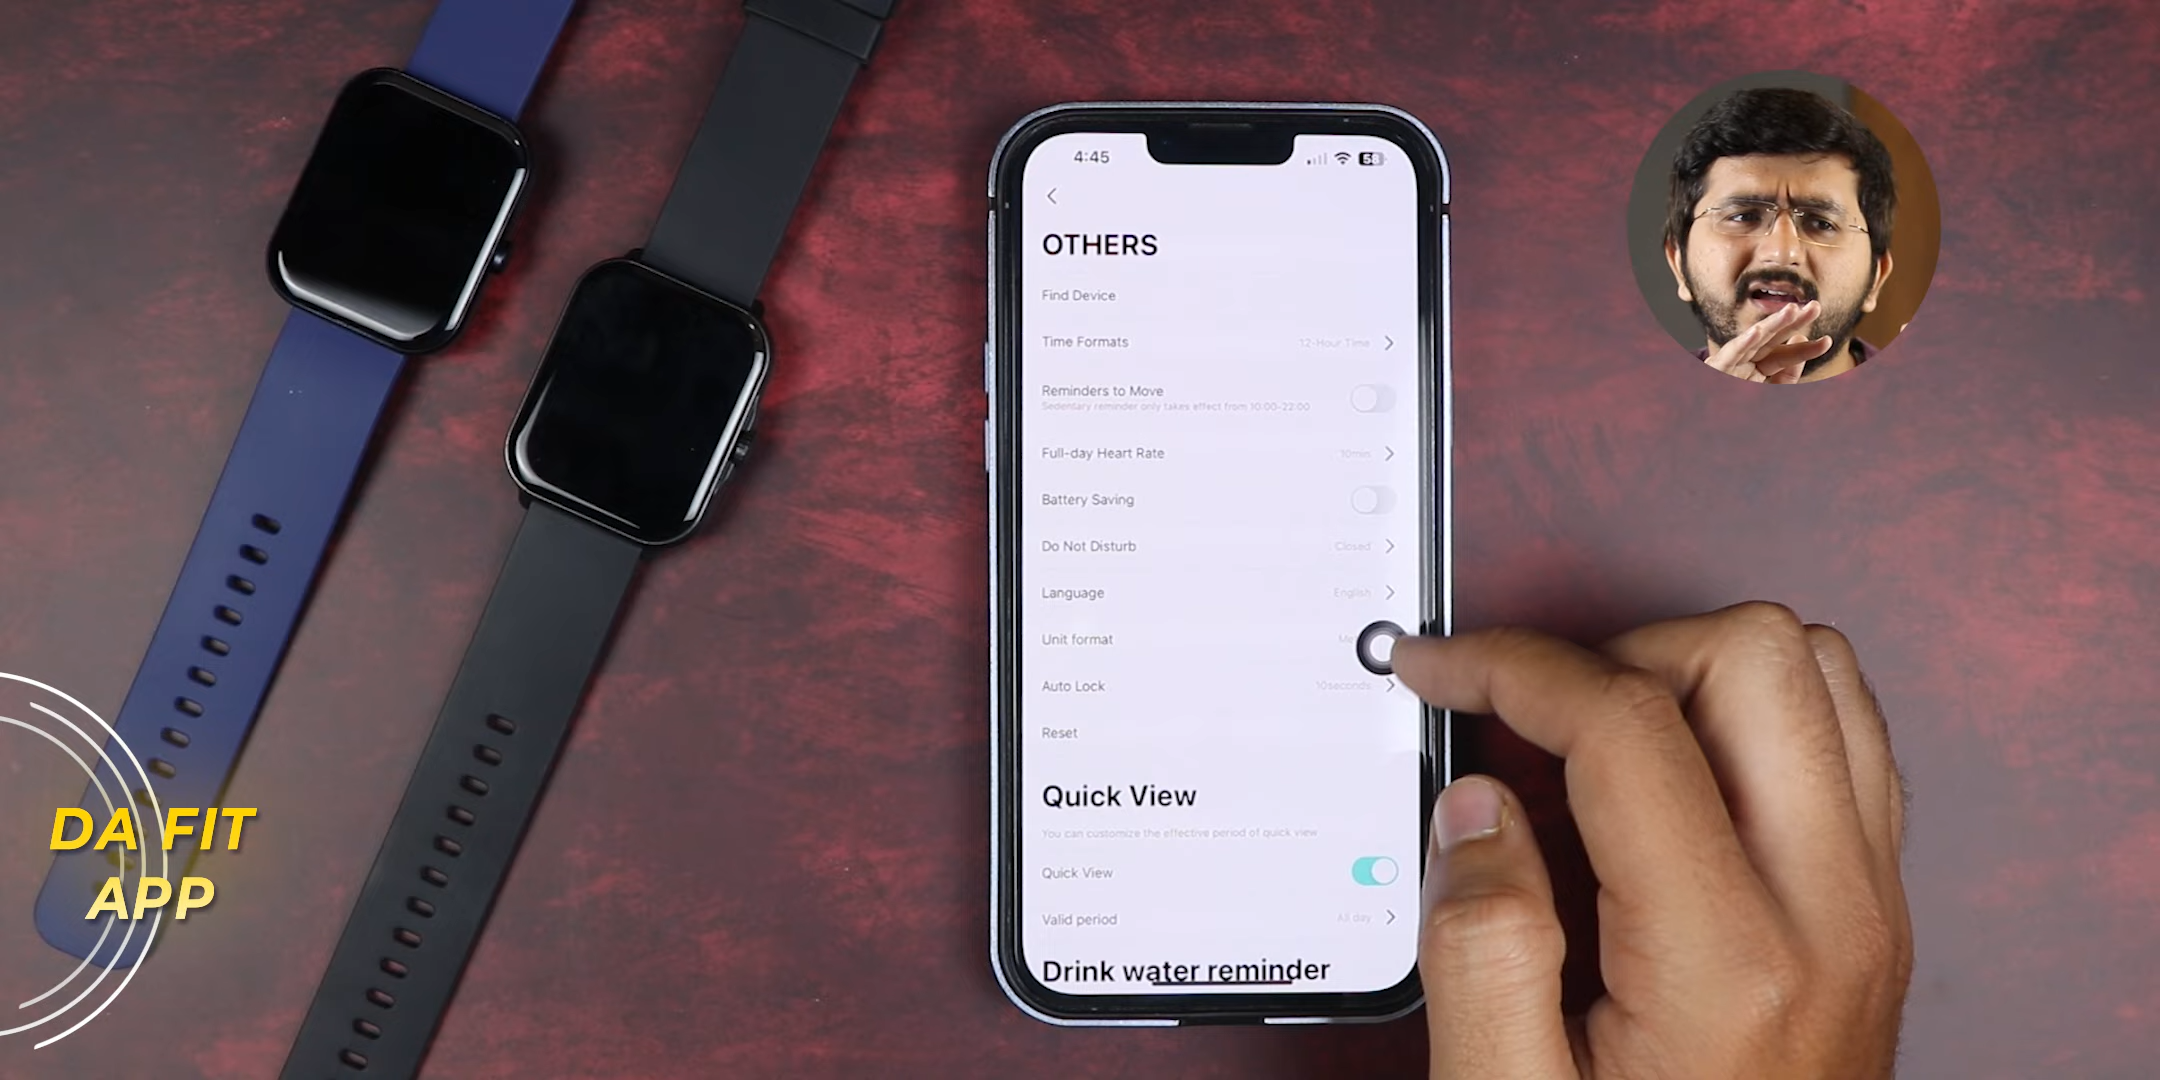 4:45
58
OTHERS
Find Device
Time Formats 12-Hour Time
Reminders to Move
Sedentary reminder only takes effect from 10:00-22:00
Full-day Heart Rate 10min
Battery Saving
Do Not Disturb Closed
Language English
Unit format
Auto Lock 10seconds
Reset
Quick View
You can customize the effective period of quick view
Quick View
Valid period All day
Drink water reminder
DA FIT
APP